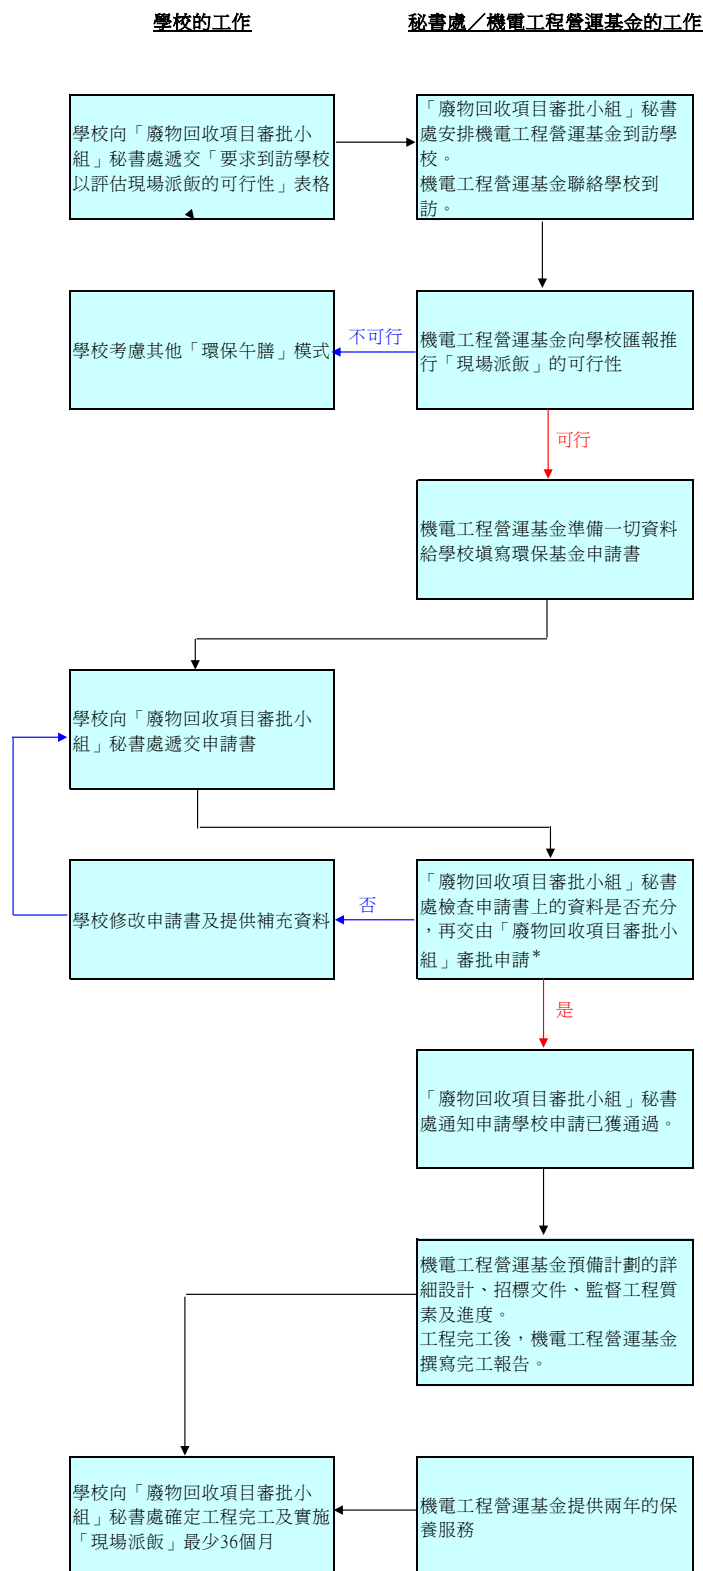 學校的工作
秘書處／機電工程營運基金的工作
學校向「廢物回收項目審批小
組」秘書處遞交「要求到訪學校
以評估現場派飯的可行性」表格
「廢物回收項目審批小組」秘書
處安排機電工程營運基金到訪學
校。
機電工程營運基金聯絡學校到
訪。
學校考慮其他「環保午膳」模式
不可行
機電工程營運基金向學校匯報推
行「現場派飯」的可行性
可行
機電工程營運基金準備一切資料
給學校填寫環保基金申請書
學校向「廢物回收項目審批小
組」秘書處遞交申請書
學校修改申請書及提供補充資料
否
「廢物回收項目審批小組」秘書
處檢查申請書上的資料是否充分
，再交由「廢物回收項目審批小
組」審批申請*
是
「廢物回收項目審批小組」秘書
處通知申請學校申請已獲通過。
機電工程營運基金預備計劃的詳
細設計、招標文件、監督工程質
素及進度。
工程完工後，機電工程營運基金
撰寫完工報告。
學校向「廢物回收項目審批小
組」秘書處確定工程完工及實施
「現場派飯」最少36個月
機電工程營運基金提供兩年的保
養服務